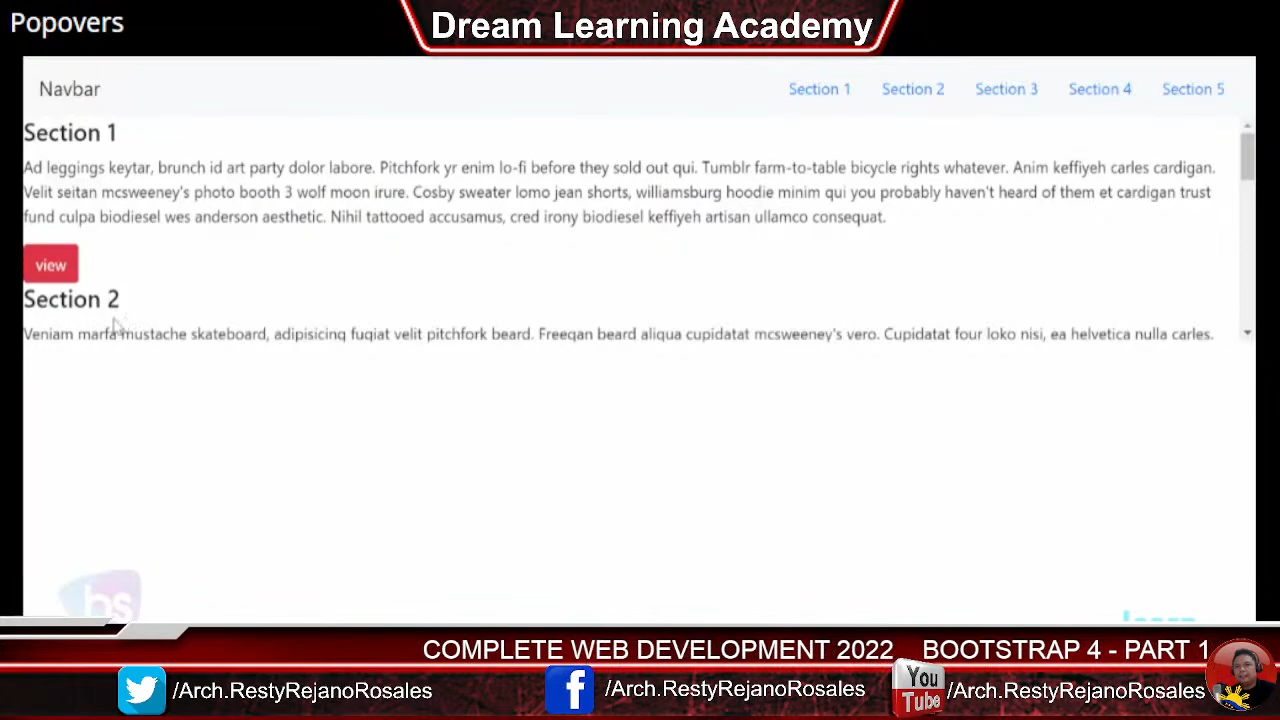 Popovers
Dream Learning Academy
Navbar
Section 1
Section 2
Section 3
Section 4
Section 5
Section 1
Ad leggings keytar, brunch id art party dolor labore. Pitchfork yr enim lo-fi before they sold out qui. Tumblr farm-to-table bicycle rights whatever. Anim keffiyeh carles cardigan.
Velit seitan mcsweeney's photo booth 3 wolf moon irure. Cosby sweater lomo jean shorts, williamsburg hoodie minim qui you probably haven't heard of them et cardigan trust
fund culpa biodiesel wes anderson aesthetic. Nihil tattooed accusamus, cred irony biodiesel keffiyeh artisan ullamco consequat.
view
Section 2
Veniam marfa mustache skateboard, adipisicing fugiat velit pitchfork beard. Freegan beard aliqua cupidatat mcsweeney's vero. Cupidatat four loko nisi, ea helvetica nulla carles.
bs
learn
COMPLETE WEB DEVELOPMENT 2022 BOOTSTRAP 4 - PART 1
/Arch.RestyRejanoRosales
/Arch.RestyRejanoRosales
You
Tube
/Arch.RestyRejanoRosales